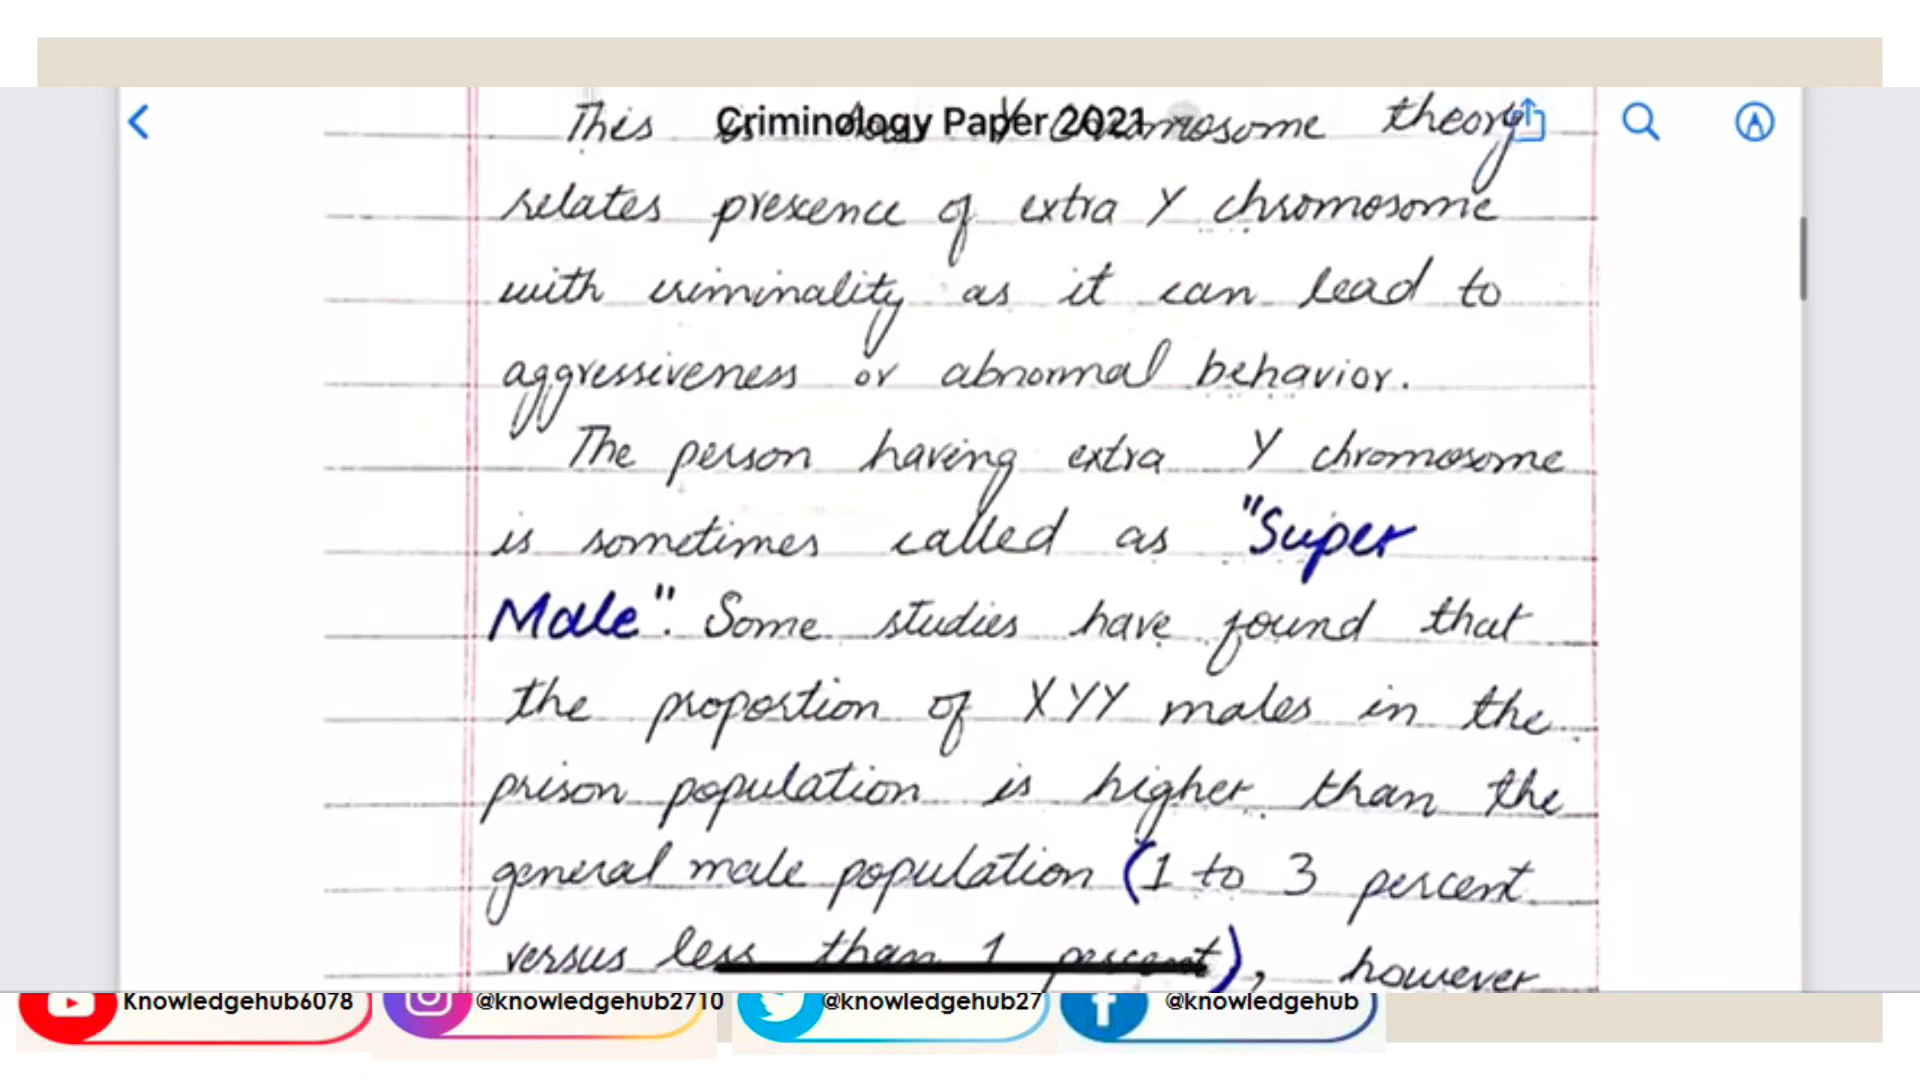 Criminology Paper 2021
This is how Y chromosome theory
relates presence of extra Y chromosome
with criminality as it can lead to
aggressiveness or abnormal behavior.
The person having extra Y chromosome
is sometimes called as "Super
Male". Some studies have found that
the proportion of XYY males in the
prison population is higher than the
general male population (1 to 3 percent
versus less than 1 percent), however
Knowledgehub6078 @knowledgehub2710 @knowledgehub27 @knowledgehub